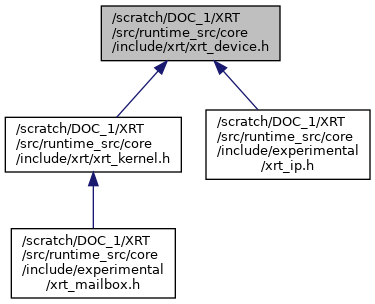 /scratch/DOC_1/XRT
/src/runtime_src/core
/include/xrt/xrt_device.h
/scratch/DOC_1/XRT
/src/runtime_src/core
/include/xrt/xrt_kernel.h
/scratch/DOC_1/XRT
/src/runtime_src/core
/include/experimental
/xrt_ip.h
/scratch/DOC_1/XRT
/src/runtime_src/core
/include/experimental
/xrt_mailbox.h